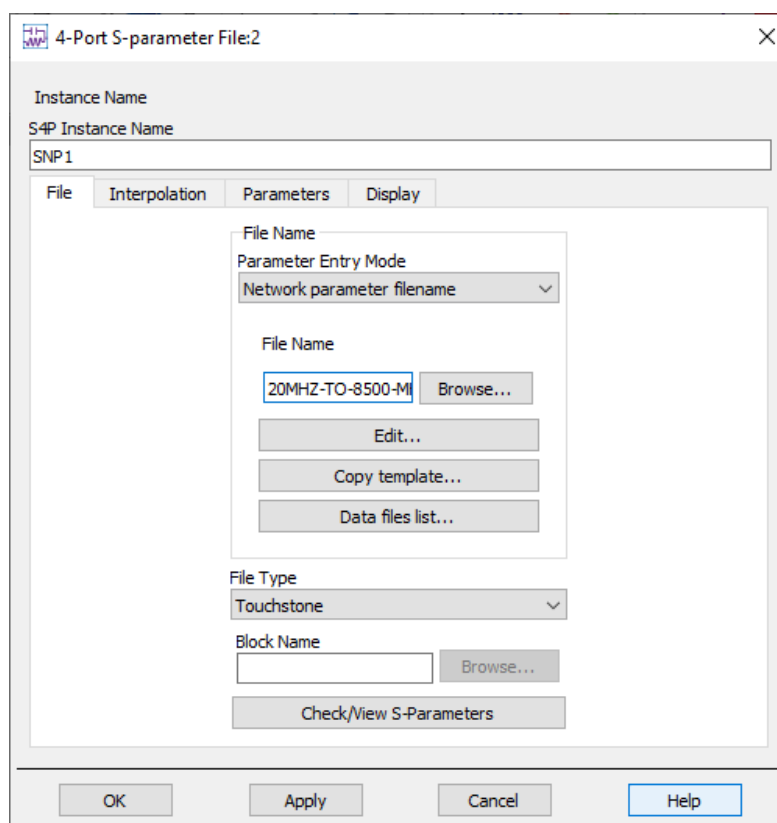 4-Port S-parameter File:2
Instance Name
S4P Instance Name
SNP1
File Interpolation Parameters Display
File Name
Parameter Entry Mode
Network parameter filename
File Name
20MHZ-TO-8500-M Browse...
Edit...
Copy template...
Data files list...
File Type
Touchstone
Block Name
Browse...
Check/View S-Parameters
OK Apply Cancel Help